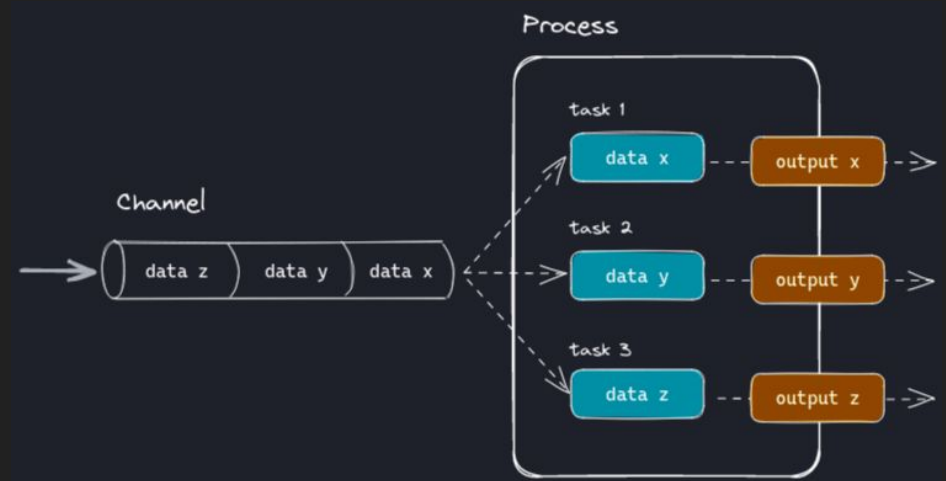 Process
task 1
data x
output x
Channel
task 2
data z
data y
data x
data y
output y
task 3
data z
output z